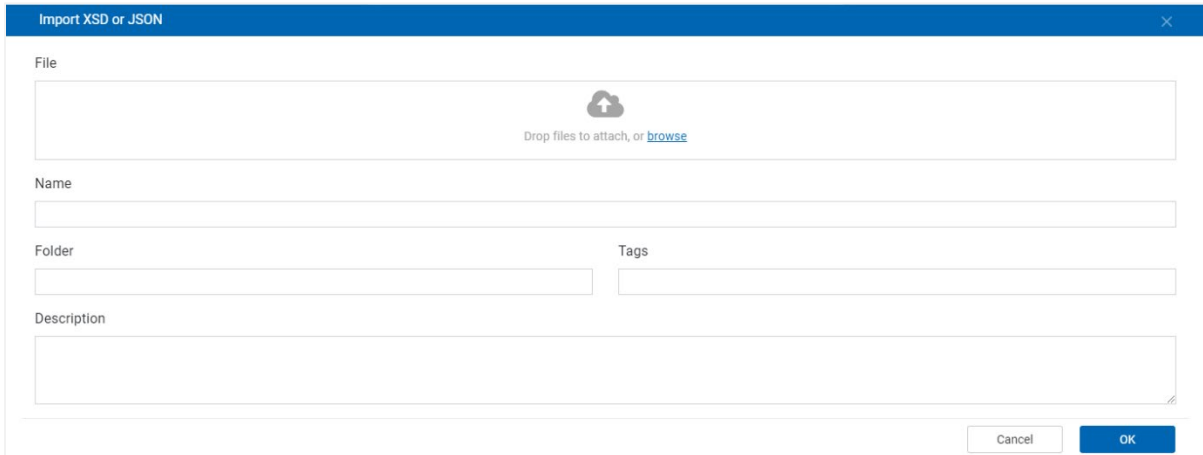 Import XSD or JSON
File
Drop files to attach, or browse
Name
Folder Tags
Description
Cancel OK